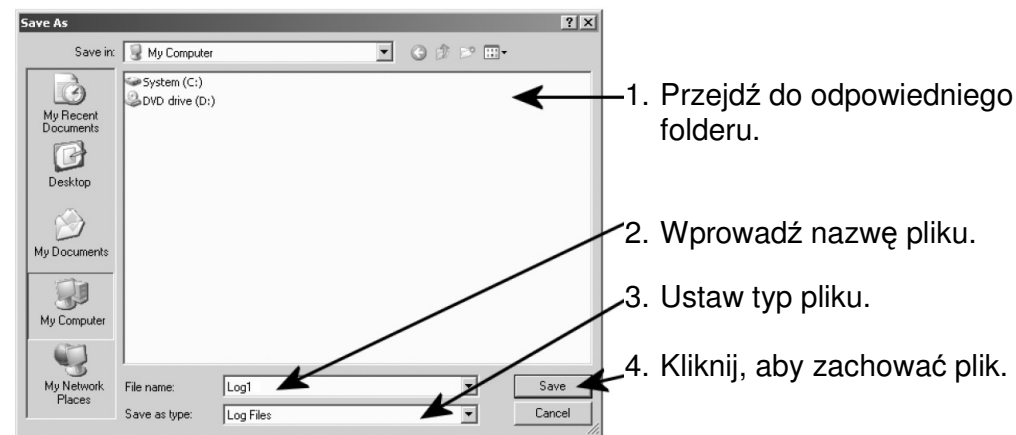 Save As
Save in:
My Computer
System (C:)
DVD drive (D:)
My Recent
Documents
Desktop
My Documents
My Computer
My Network
Places
File name:
Log1
Save
Save as type:
Log Files
Cancel
1. Przejdź do odpowiedniego
folderu.
2. Wprowadź nazwę pliku.
3. Ustaw typ pliku.
4. Kliknij, aby zachować plik.